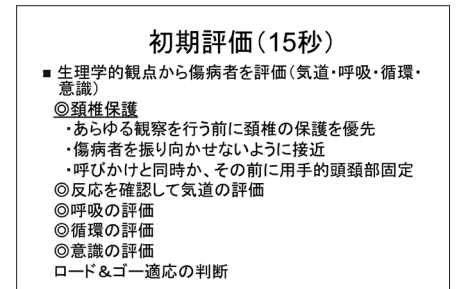 初期評価(15秒)
■ 生理学的観点から傷病者を評価(気道・呼吸・循環・
意識)
◎頚椎保護
・あらゆる観察を行う前に頚椎の保護を優先
・傷病者を振り向かせないように接近
・呼びかけと同時か、その前に用手的頭頚部固定
◎反応を確認して気道の評価
◎呼吸の評価
◎循環の評価
◎意識の評価
ロード&ゴー適応の判断